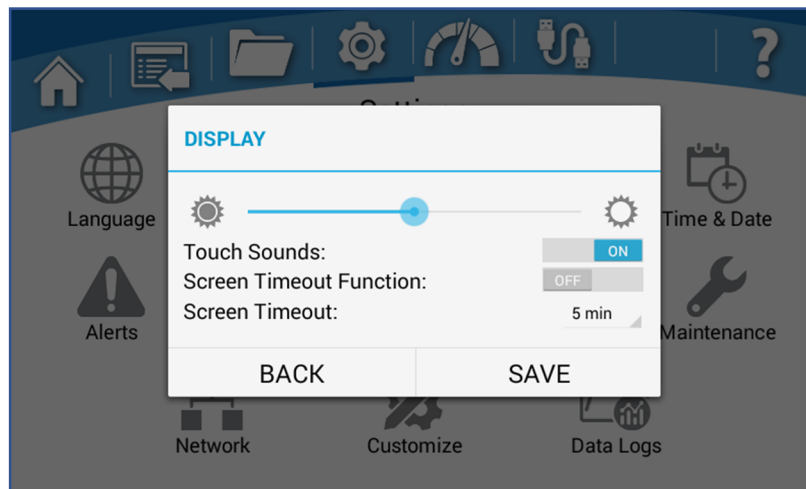 DISPLAY
Language
Time & Date
Touch Sounds: ON
Screen Timeout Function: OFF
Screen Timeout: 5 min
Alerts
Maintenance
BACK SAVE
Network Customize Data Logs